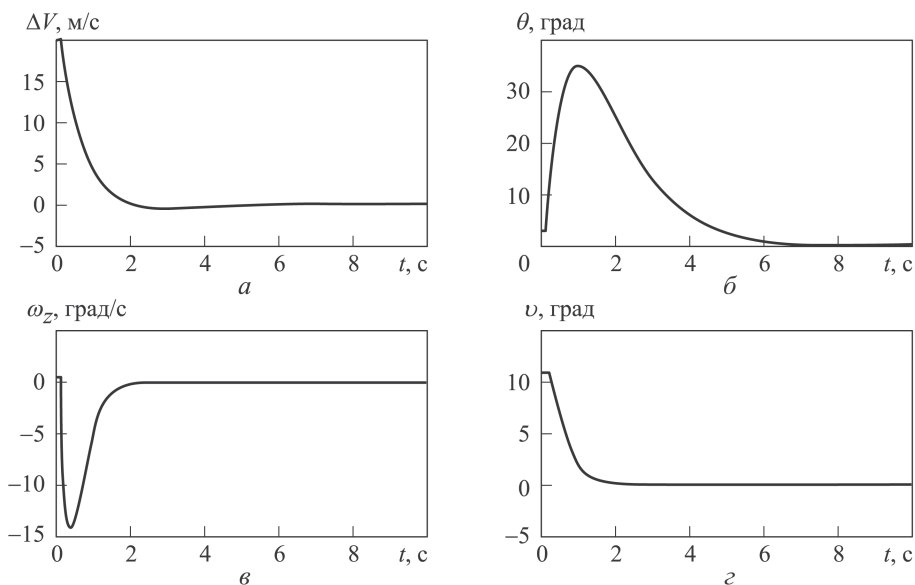 ΔV, м/с
15
10
5
0
−5
0 2 4 6 8 t, с
а
θ, град
30
20
10
0 2 4 6 8 t, с
б
ω_z, град/с
0
−5
−10
−15
0 2 4 6 8 t, с
в
υ, град
10
5
0
−5
0 2 4 6 8 t, с
г